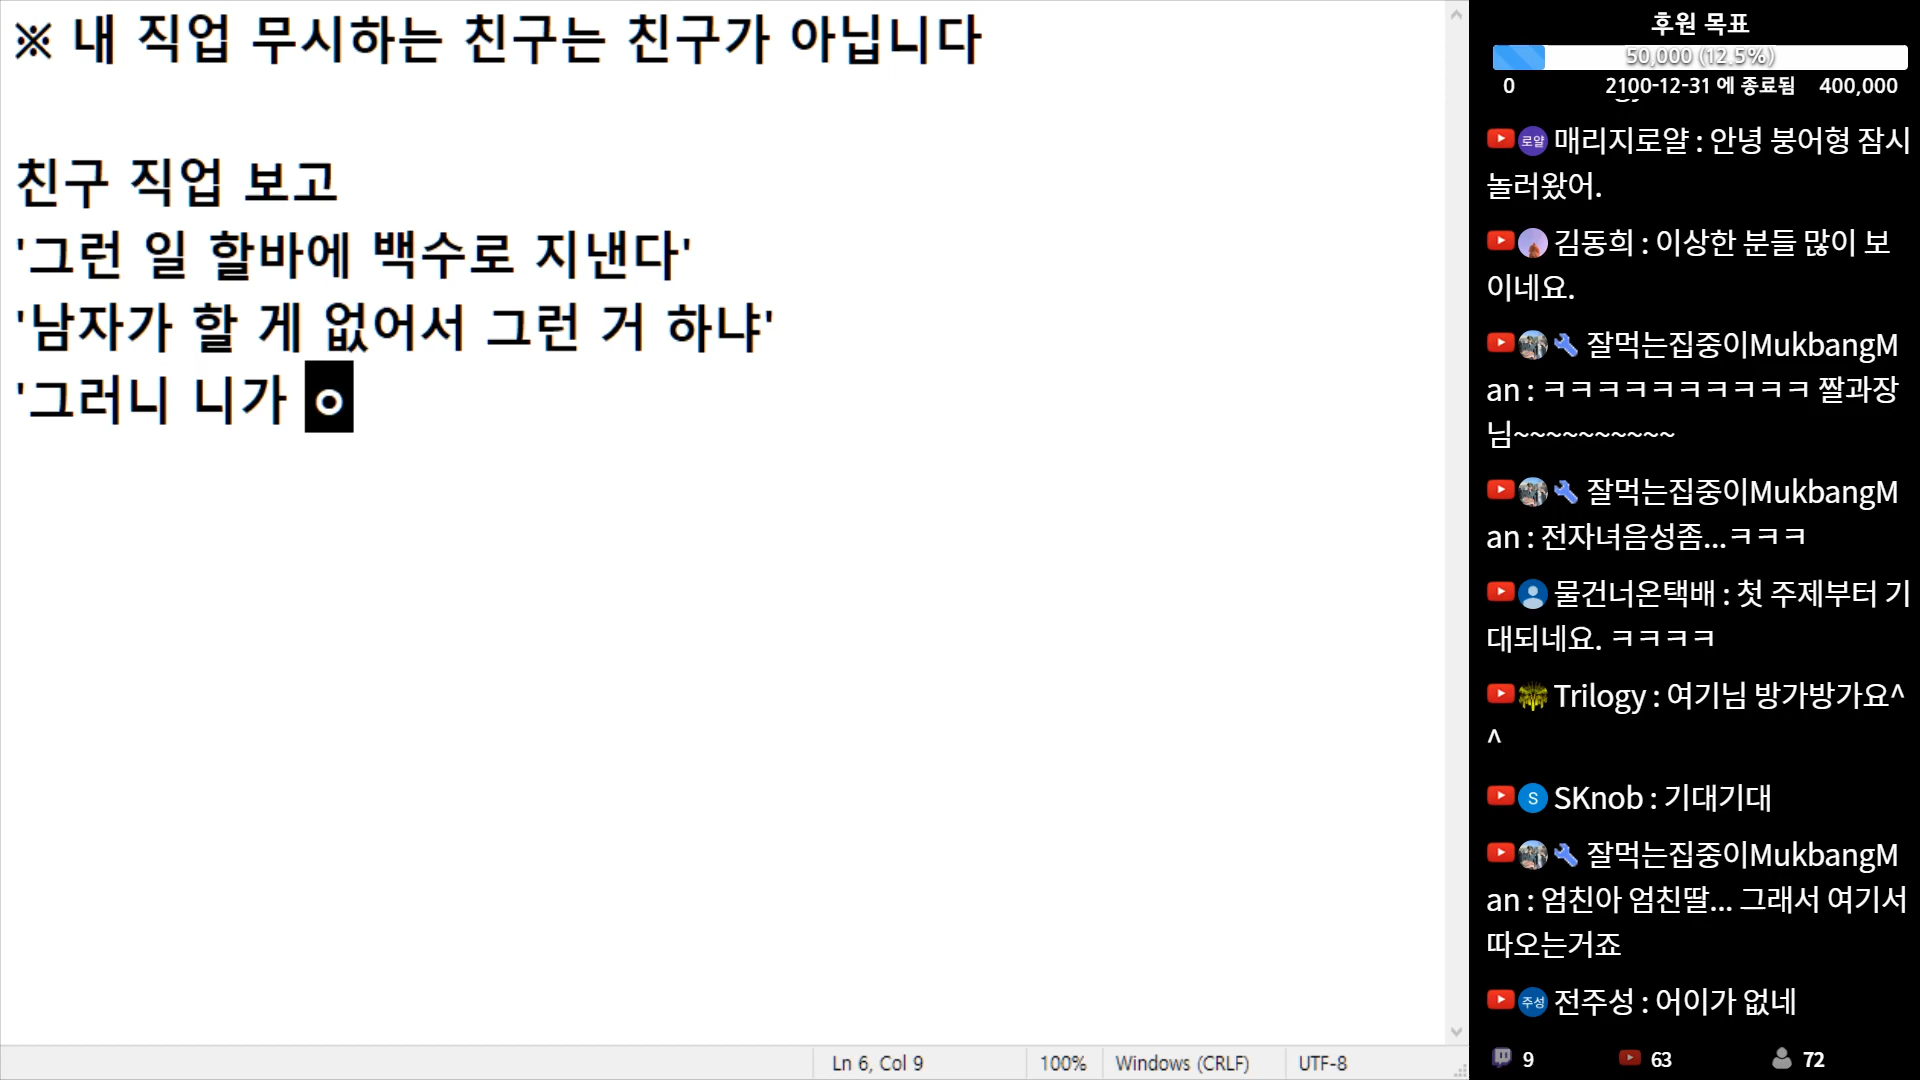 ※ 내 직업 무시하는 친구는 친구가 아닙니다
친구 직업 보고
'그런 일 할바에 백수로 지낸다'
'남자가 할 게 없어서 그런 거 하냐'
'그러니 니가 ㅇ
Ln 6, Col 9
100%
Windows (CRLF)
UTF-8
후원 목표
50,000 (12.5%)
0 2100-12-31 에 종료됨 400,000
로얄 매리지로얄 : 안녕 붕어형 잠시
놀러왔어.
김동희 : 이상한 분들 많이 보
이네요.
잘먹는집중이MukbangM
an : ㅋㅋㅋㅋㅋㅋㅋㅋㅋㅋ 짤과장
님~~~~~~~~~~
잘먹는집중이MukbangM
an : 전자녀음성좀...ㅋㅋㅋ
물건너온택배 : 첫 주제부터 기
대되네요. ㅋㅋㅋㅋ
Trilogy : 여기님 방가방가요^
^
S SKnob : 기대기대
잘먹는집중이MukbangM
an : 엄친아 엄친딸... 그래서 여기서
따오는거죠
주성 전주성 : 어이가 없네
9 63 72